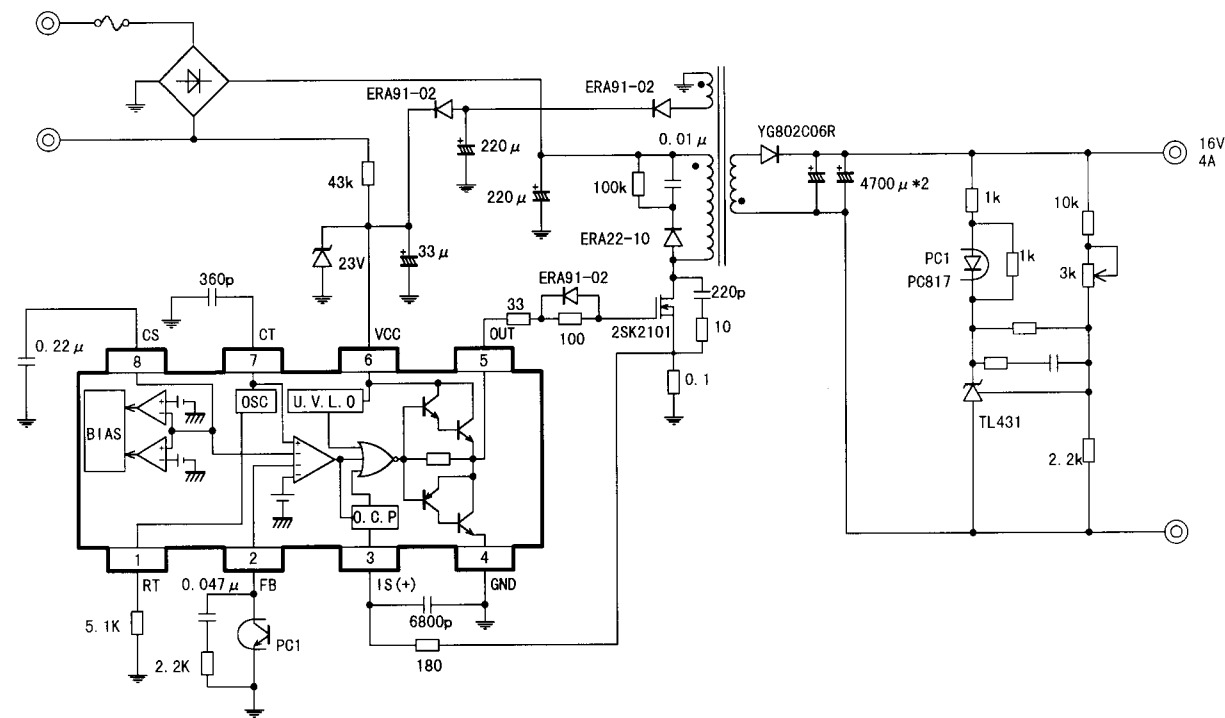 ERA91-02
ERA91-02
YG802C06R
16V
4A
43k
220μ
220μ
0.01μ
100k
4700μ*2
1k
10k
ERA22-10
PC1
PC817
1k
3k
23V
33μ
360p
ERA91-02
220p
33
100
2SK2101
10
CS
CT
VCC
OUT
0.22μ
8
7
6
5
0.1
TL431
BIAS
OSC
U.V.L.O
+
+
+
-
-
O.C.P
2.2k
1
2
3
4
RT
0.047μ
FB
IS(+)
GND
5.1K
6800p
2.2K
PC1
180